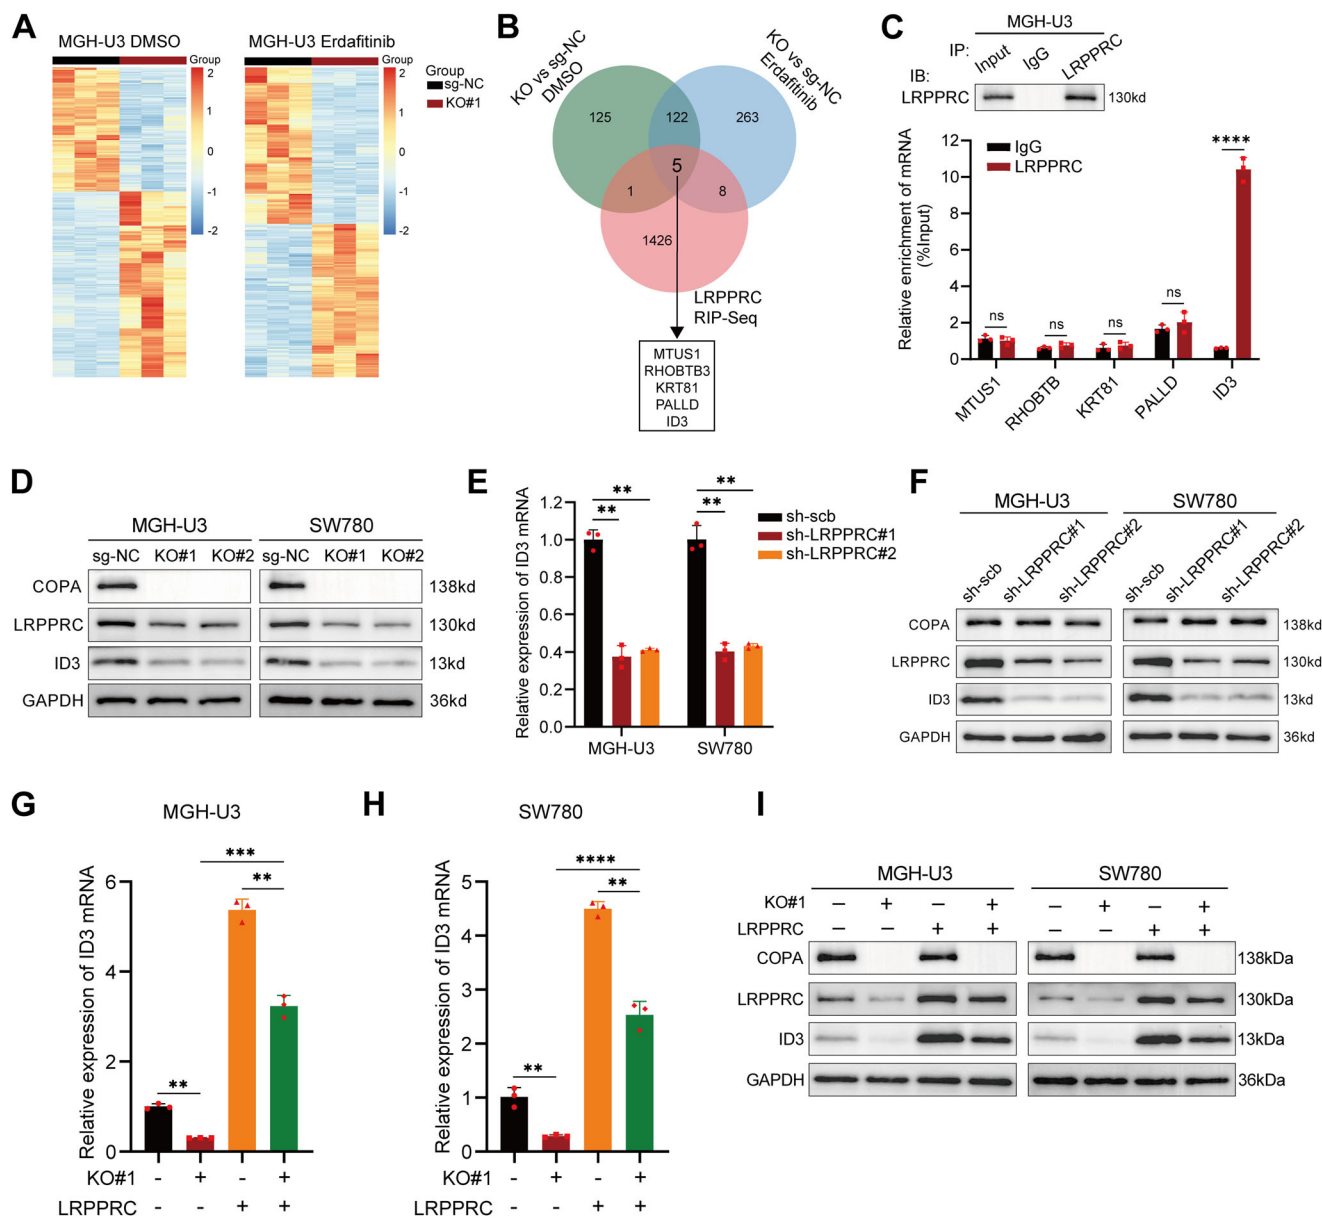 A
MGH-U3 DMSO
MGH-U3 Erdafitinib
Group
2
1
0
-1
-2
Group
2
1
0
-1
-2
Group
sg-NC
KO#1
B
KO vs sg-NC
DMSO
KO vs sg-NC
Erdafitinib
125
122
263
5
1
8
1426
LRPPRC
RIP-Seq
MTUS1
RHOBTB3
KRT81
PALLD
ID3
C
MGH-U3
IP:
Input
IgG
LRPPRC
IB:
LRPPRC
130kd
Relative enrichment of mRNA
(%Input)
12
10
8
6
4
2
0
IgG
LRPPRC
ns
ns
ns
ns
****
MTUS1
RHOBTB
KRT81
PALLD
ID3
D
MGH-U3
SW780
sg-NC KO#1 KO#2 sg-NC KO#1 KO#2
COPA
138kd
LRPPRC
130kd
ID3
13kd
GAPDH
36kd
E
Relative expression of ID3 mRNA
1.2
1.0
0.8
0.6
0.4
0.2
0.0
**
**
**
**
MGH-U3
SW780
sh-scb
sh-LRPPRC#1
sh-LRPPRC#2
F
MGH-U3
SW780
sh-scb
sh-LRPPRC#1
sh-LRPPRC#2
sh-scb
sh-LRPPRC#1
sh-LRPPRC#2
COPA
138kd
LRPPRC
130kd
ID3
13kd
GAPDH
36kd
G
MGH-U3
Relative expression of ID3 mRNA
6
4
2
0
***
**
**
KO#1 - + - +
LRPPRC - - + +
H
SW780
Relative expression of ID3 mRNA
5
4
3
2
1
0
****
**
**
KO#1 - + - +
LRPPRC - - + +
I
MGH-U3
SW780
KO#1 − + − + − + − +
LRPPRC − − + + − − + +
COPA
138kDa
LRPPRC
130kDa
ID3
13kDa
GAPDH
36kDa